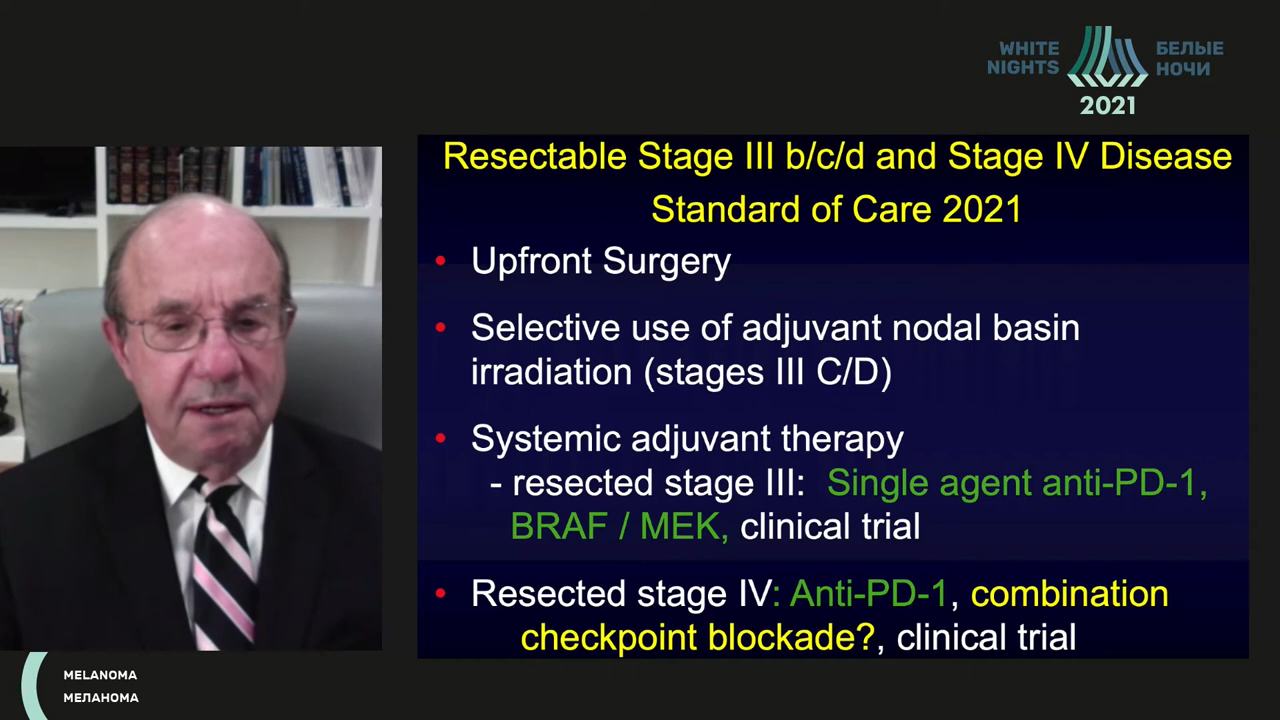 WHITE
NIGHTS
БЕЛЫЕ
НОЧИ
2021
Resectable Stage III b/c/d and Stage IV Disease
Standard of Care 2021
• Upfront Surgery
• Selective use of adjuvant nodal basin
irradiation (stages III C/D)
• Systemic adjuvant therapy
- resected stage III: Single agent anti-PD-1,
BRAF / MEK, clinical trial
• Resected stage IV: Anti-PD-1, combination
checkpoint blockade?, clinical trial
MELANOMA
МЕЛАНОМА